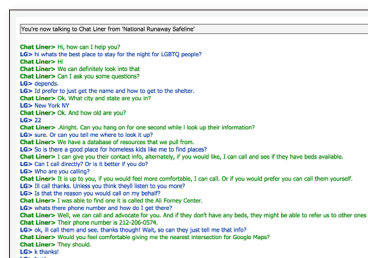 You're now talking to Chat Liner from 'National Runaway Safeline'
Chat Liner> Hi, how can I help you?
LG> hi whats the best place to stay for the night for LGBTQ people?
Chat Liner> Hi
Chat Liner> We can definitely look into that
Chat Liner> Can I ask you some questions?
LG> depends.
LG> Id prefer to just get the name and how to get to the shelter.
Chat Liner> Ok. What city and state are you in?
LG> New York NY
Chat Liner> Ok. And how old are you?
LG> 22
Chat Liner> .Alright. Can you hang on for one second while I look up their information?
LG> sure. Or can you tell me where to look it up?
Chat Liner> We have a database of resources that we pull from.
LG> So is there a good place for homeless kids like me to find places?
Chat Liner> I can give you their contact info, alternately, if you would like, I can call and see if they have beds available.
LG> Can I call directly? Or is it better if you do?
LG> Who are you calling?
Chat Liner> It is up to you, if you would feel more comfortable, I can call. Or if you would prefer you can call them yourself.
LG> Ill call thanks. Unless you think theyll listen to you more?
LG> Is that the reason you would call on my behalf?
Chat Liner> I was able to find one it is called the Ali Forney Center.
LG> whats there phone number and how do I get there?
Chat Liner> Well, we can call and advocate for you. And if they don't have any beds, they might be able to refer us to other ones
Chat Liner> Their phone number is 212-206-0574.
LG> ok, ill call them and see. thanks though! Wait, so can they just tell me that info?
Chat Liner> Would you feel comfortable giving me the nearest intersection for Google Maps?
Chat Liner> They should.
LG> k thanks!